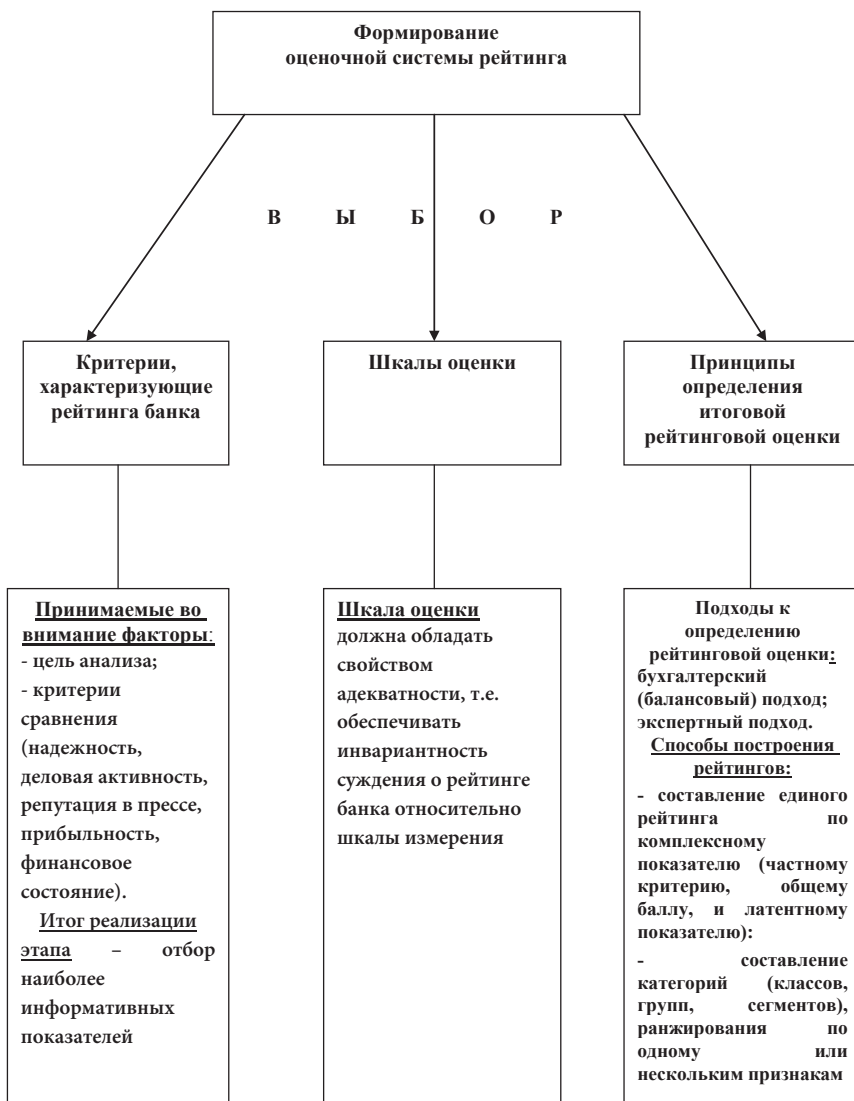 Формирование
оценочной системы рейтинга
В Ы Б О Р
Критерии,
характеризующие
рейтинга банка
Шкалы оценки
Принципы
определения
итоговой
рейтинговой оценки
Принимаемые во
внимание факторы:
- цель анализа;
- критерии
сравнения
(надежность,
деловая активность,
репутация в прессе,
прибыльность,
финансовое
состояние).
Итог реализации
этапа – отбор
наиболее
информативных
показателей
Шкала оценки
должна обладать
свойством
адекватности, т.е.
обеспечивать
инвариантность
суждения о рейтинге
банка относительно
шкалы измерения
Подходы к
определению
рейтинговой оценки:
бухгалтерский
(балансовый) подход;
экспертный подход.
Способы построения
рейтингов:
- составление единого
рейтинга по
комплексному
показателю (частному
критерию, общему
баллу, и латентному
показателю):
- составление
категорий (классов,
групп, сегментов),
ранжирования по
одному или
нескольким признакам